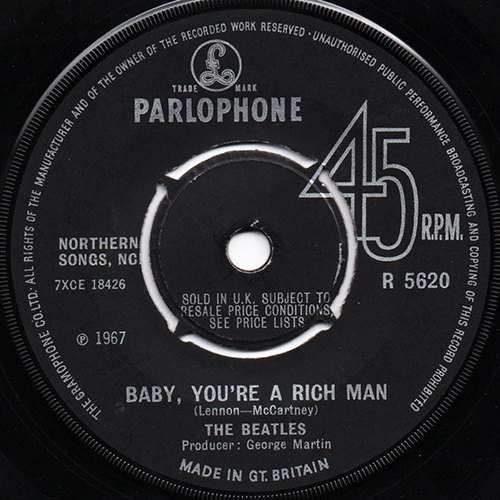 THE GRAMOPHONE CO. LTD. ALL RIGHTS OF THE MANUFACTURER AND OF THE OWNER OF THE RECORDED WORK RESERVED · UNAUTHORISED PUBLIC PERFORMANCE BROADCASTING AND COPYING OF THIS RECORD PROHIBITED
£
TRADE MARK
PARLOPHONE
45
R.P.M.
NORTHERN
SONGS, NC
7XCE 18426
R 5620
SOLD IN U.K. SUBJECT TO
RESALE PRICE CONDITIONS,
SEE PRICE LISTS
℗ 1967
BABY, YOU'RE A RICH MAN
(Lennon—McCartney)
THE BEATLES
Producer: George Martin
MADE IN GT. BRITAIN